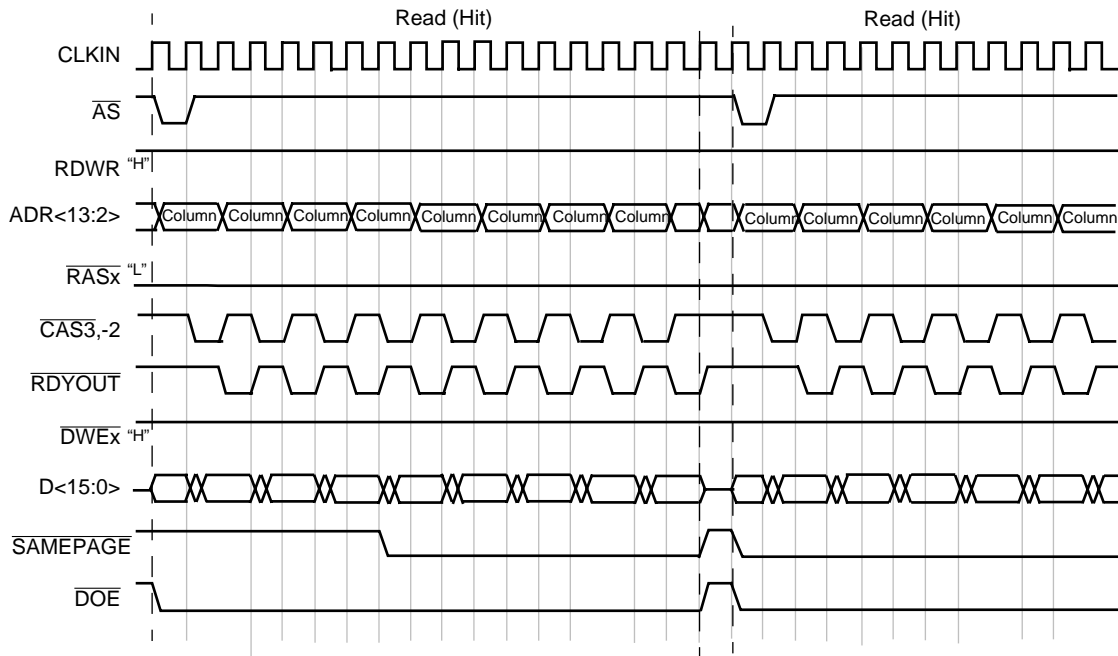 Read (Hit) Read (Hit)
CLKIN
AS
RDWR "H"
ADR<13:2> Column Column Column Column Column Column Column Column Column Column Column Column Column Column
RASx "L"
CAS3,-2
RDYOUT
DWEx "H"
D<15:0>
SAMEPAGE
DOE